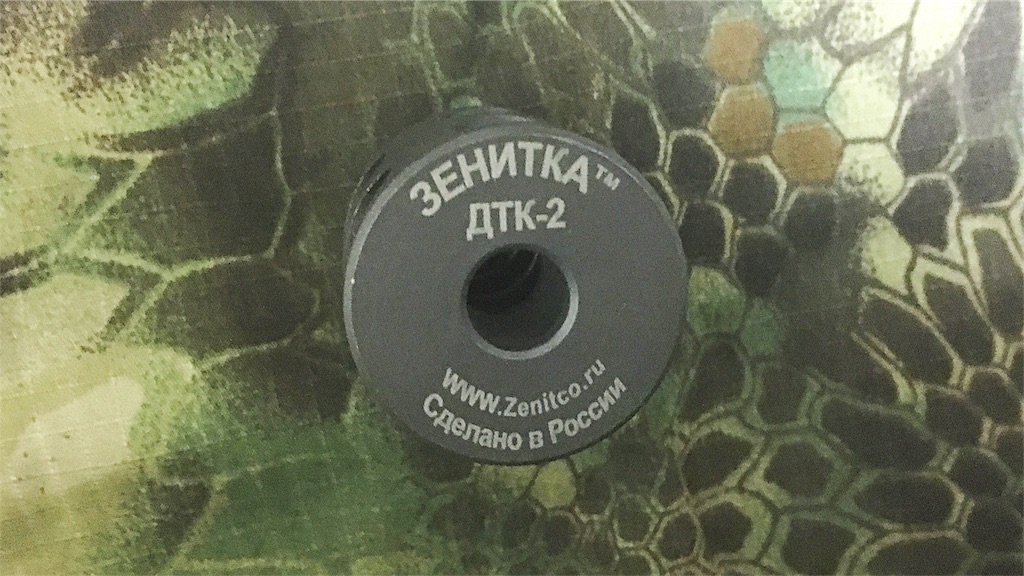 ЗЕНИТКА™
ДТК-2
www.Zenitco.ru
Сделано в России